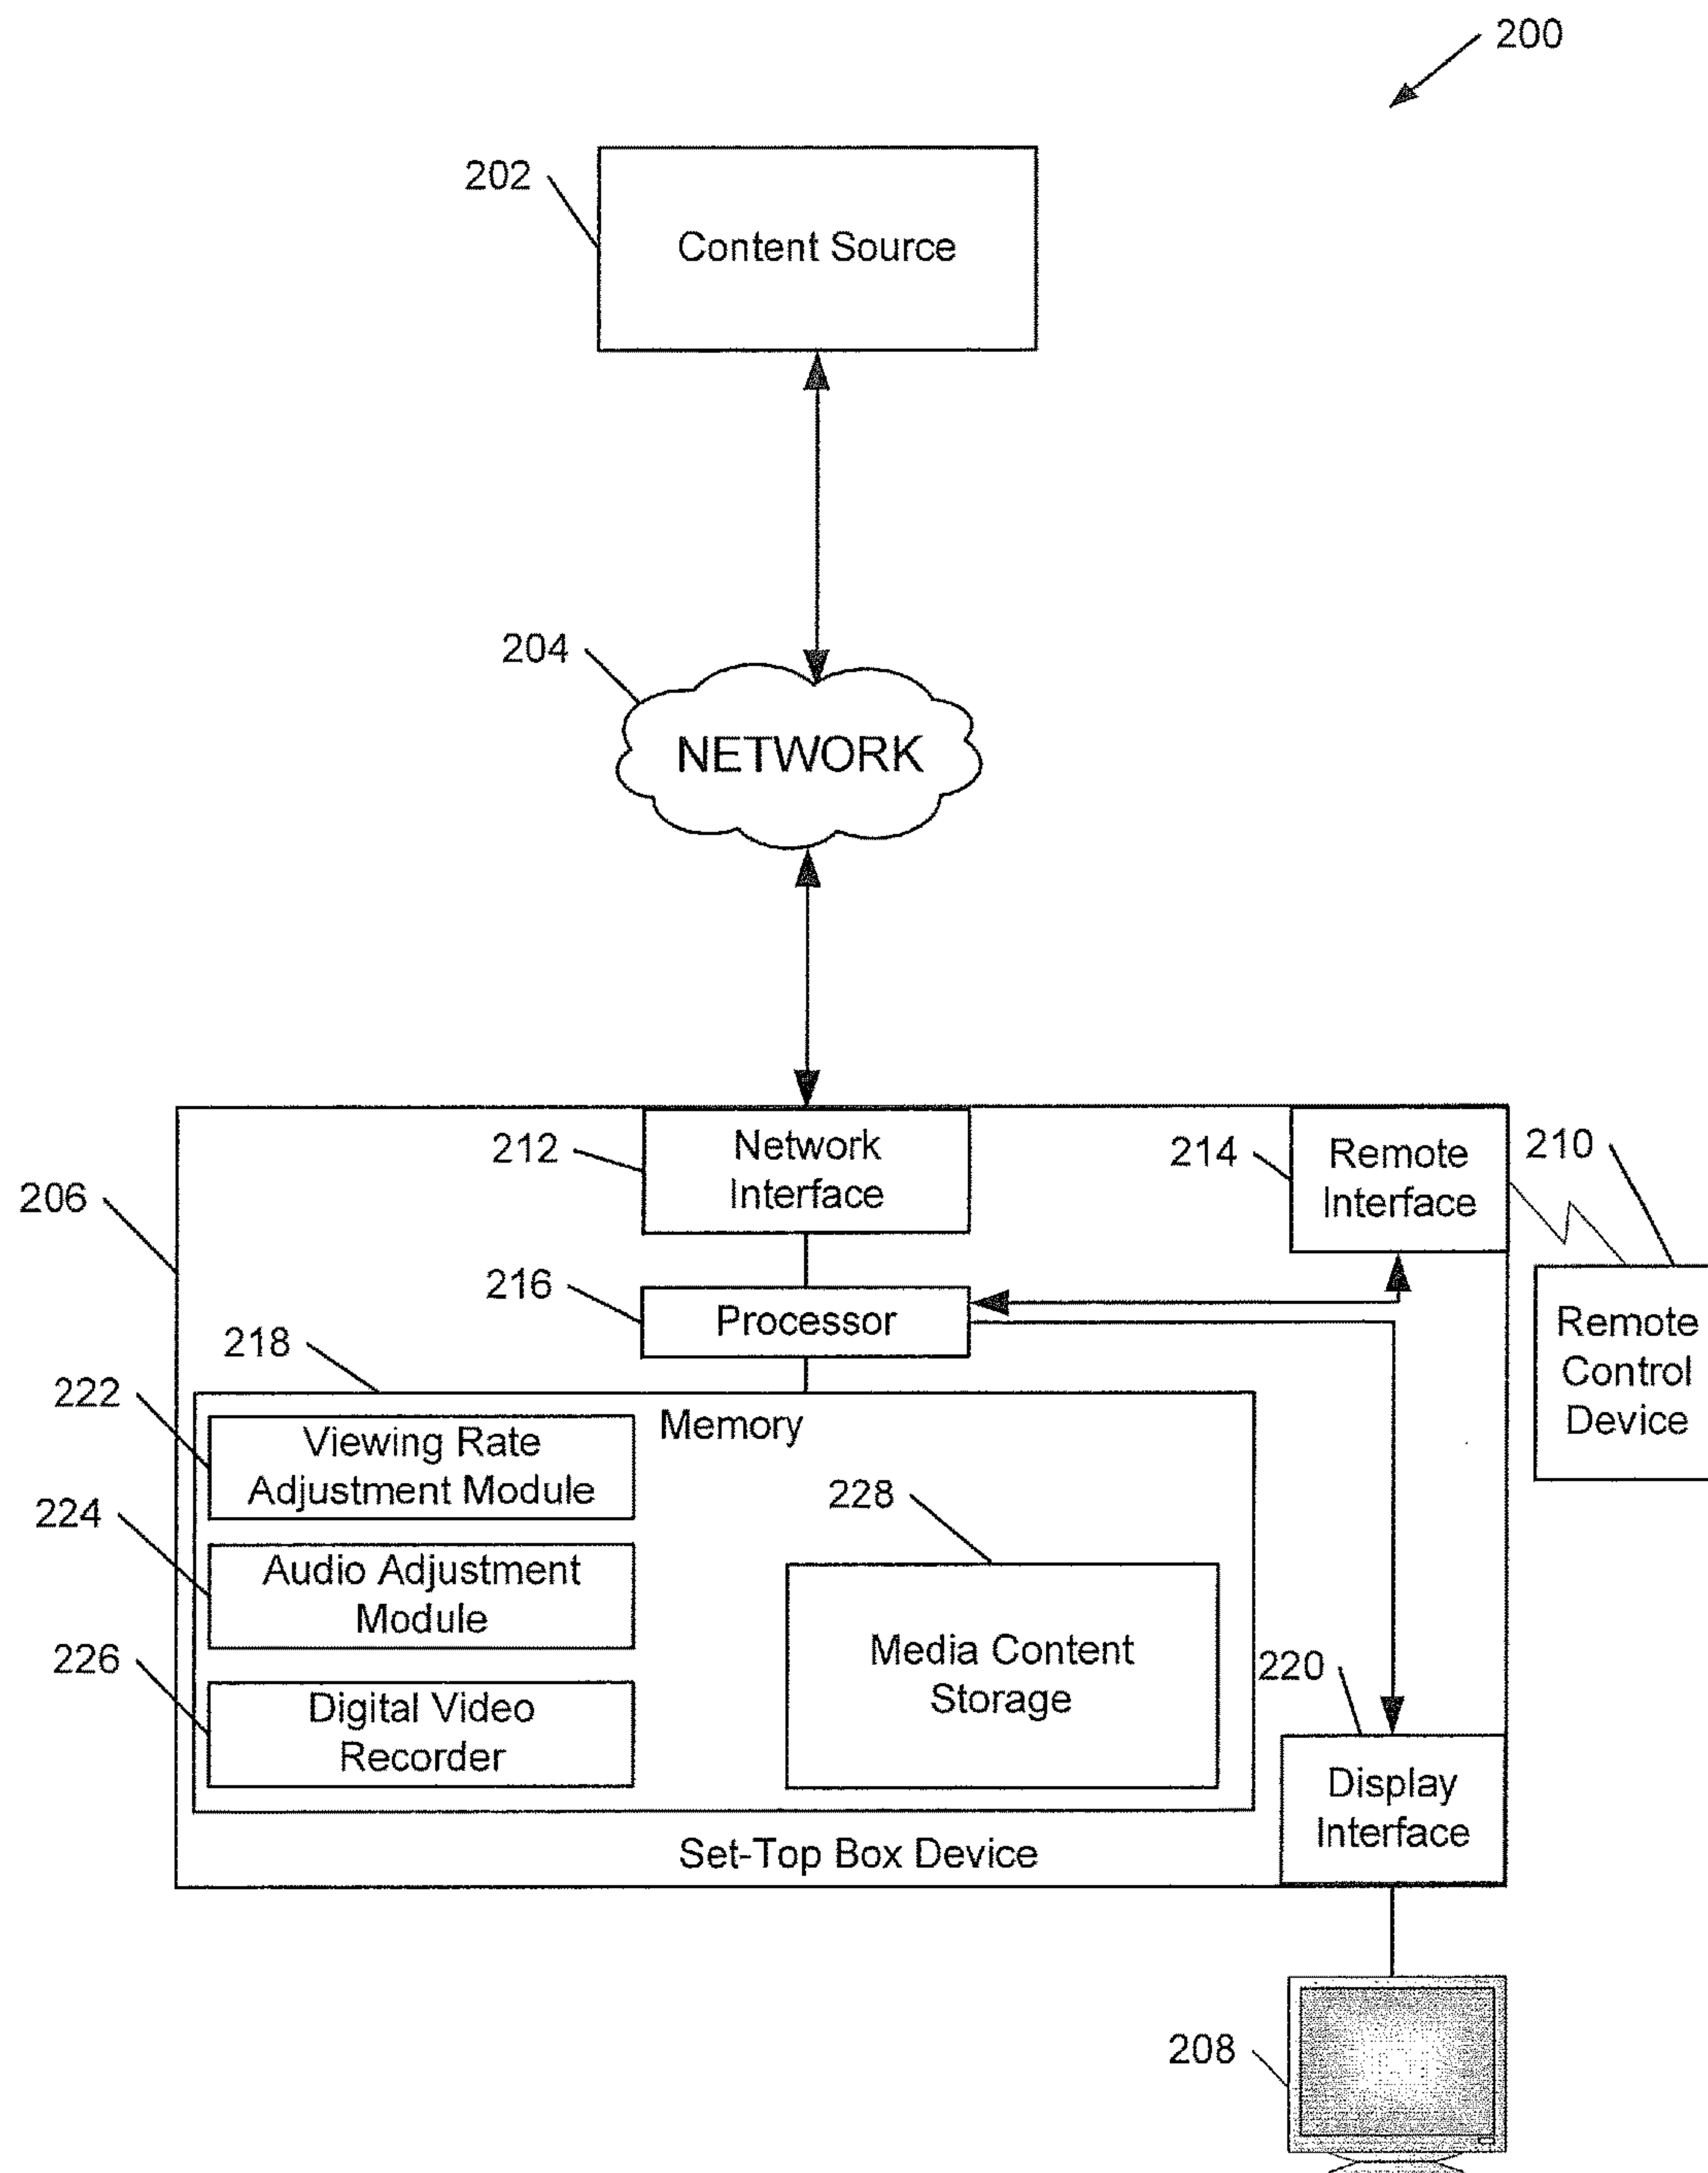 200
202
Content Source
204
NETWORK
206
212
Network
Interface
214
Remote
Interface
210
216
Processor
Remote
Control
Device
218
Memory
222
Viewing Rate
Adjustment Module
224
Audio Adjustment
Module
226
Digital Video
Recorder
228
Media Content
Storage
220
Display
Interface
Set-Top Box Device
208